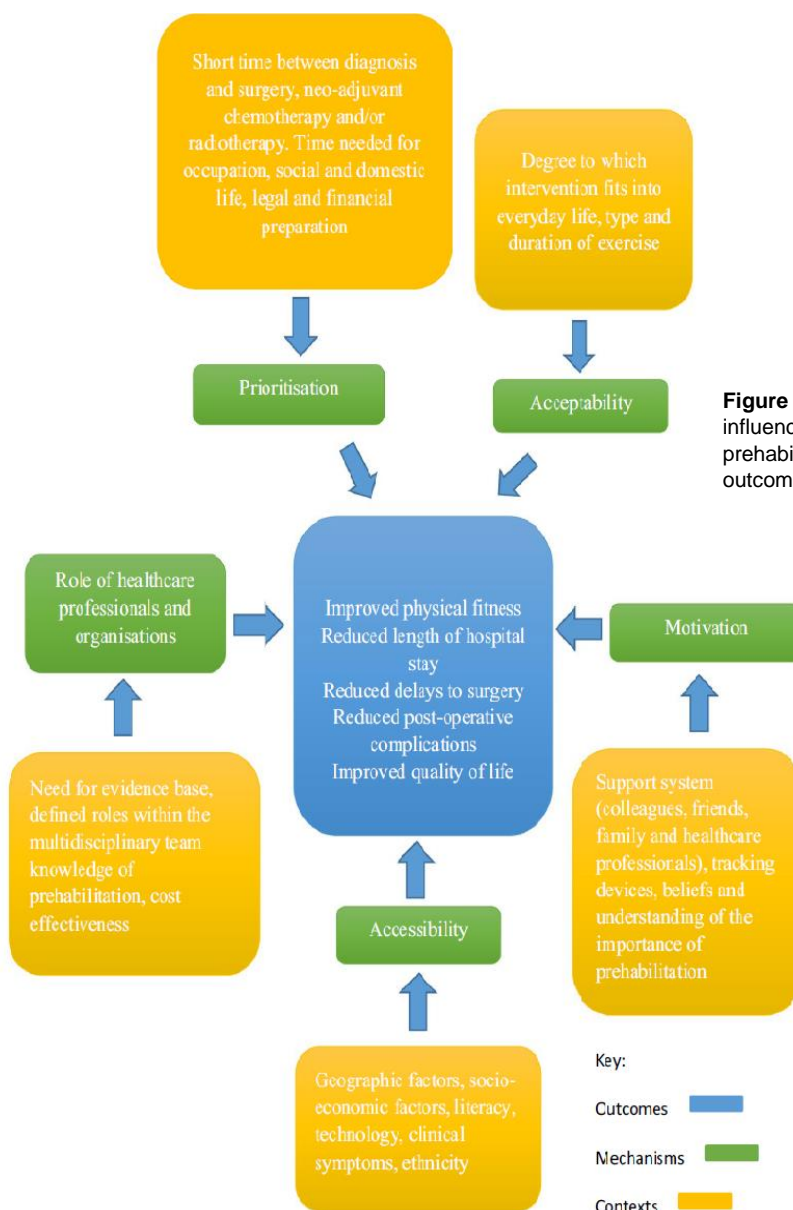 Short time between diagnosis
and surgery, neo-adjuvant
chemotherapy and/or
radiotherapy. Time needed for
occupation, social and domestic
life, legal and financial
preparation
Degree to which
intervention fits into
everyday life, type and
duration of exercise
Prioritisation
Acceptability
Figure
influenc
prehabi
outcom
Role of healthcare
professionals and
organisations
Improved physical fitness
Reduced length of hospital
stay
Reduced delays to surgery
Reduced post-operative
complications
Improved quality of life
Motivation
Need for evidence base,
defined roles within the
multidisciplinary team
knowledge of
prehabilitation, cost
effectiveness
Support system
(colleagues, friends,
family and healthcare
professionals), tracking
devices, beliefs and
understanding of the
importance of
prehabilitation
Accessibility
Geographic factors, socio-
economic factors, literacy,
technology, clinical
symptoms, ethnicity
Key:
Outcomes
Mechanisms
Contexts